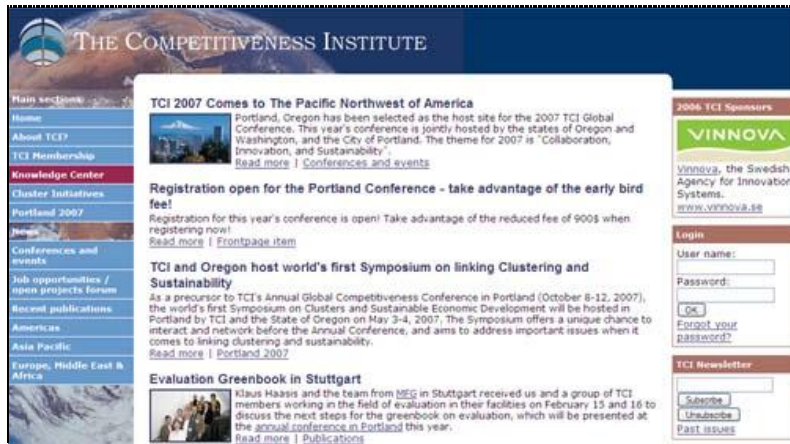 THE COMPETITIVENESS INSTITUTE
Main sections
Home
About TCI?
TCI Membership
Knowledge Center
Cluster Initiatives
Portland 2007
News
Conferences and
events
Job opportunities /
open projects forum
Recent publications
Americas
Asia Pacific
Europe, Middle East &
Africa
TCI 2007 Comes to The Pacific Northwest of America
Portland, Oregon has been selected as the host site for the 2007 TCI Global
Conference. This year's conference is jointly hosted by the states of Oregon and
Washington, and the City of Portland. The theme for 2007 is "Collaboration,
Innovation, and Sustainability".
Read more | Conferences and events
Registration open for the Portland Conference - take advantage of the early bird
fee!
Registration for this year's conference is open! Take advantage of the reduced fee of 900$ when
registering now!
Read more | Frontpage item
TCI and Oregon host world's first Symposium on linking Clustering and
Sustainability
As a precursor to TCI's Annual Global Competitiveness Conference in Portland (October 8-12, 2007),
the world's first Symposium on Clusters and Sustainable Economic Development will be hosted in
Portland by TCI and the State of Oregon on May 3-4, 2007. The Symposium offers a unique chance to
interact and network before the Annual Conference, and aims to address important issues when it
comes to linking clustering and sustainability.
Read more | Portland 2007
Evaluation Greenbook in Stuttgart
Klaus Haasis and the team from MFG in Stuttgart received us and a group of TCI
members working in the field of evaluation in their facilities on February 15 and 16 to
discuss the next steps for the greenbook on evaluation, which will be presented at
the annual conference in Portland this year.
Read more | Publications
2006 TCI Sponsors
VINNOVA
Vinnova, the Swedish
Agency for Innovation
Systems.
www.vinnova.se
Login
User name:
Password:
OK
Forgot your
password?
TCI Newsletter
Subscribe
Unsubscribe
Past issues